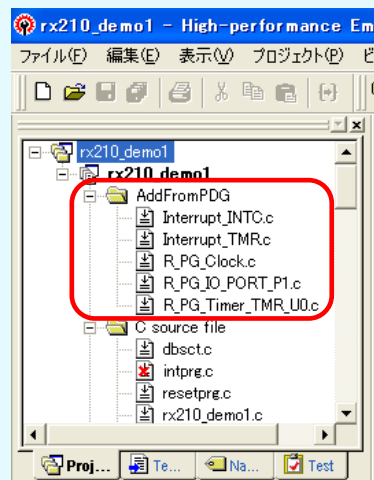 rx210_demo1 - High-performance Em
ファイル(F) 編集(E) 表示(V) プロジェクト(P) ビ
rx210_demo1
rx210_demo1
AddFromPDG
Interrupt_INTC.c
Interrupt_TMR.c
R_PG_Clock.c
R_PG_IO_PORT_P1.c
R_PG_Timer_TMR_U0.c
C source file
dbsct.c
intprg.c
resetprg.c
rx210_demo1.c
Proj... Te... Na... Test